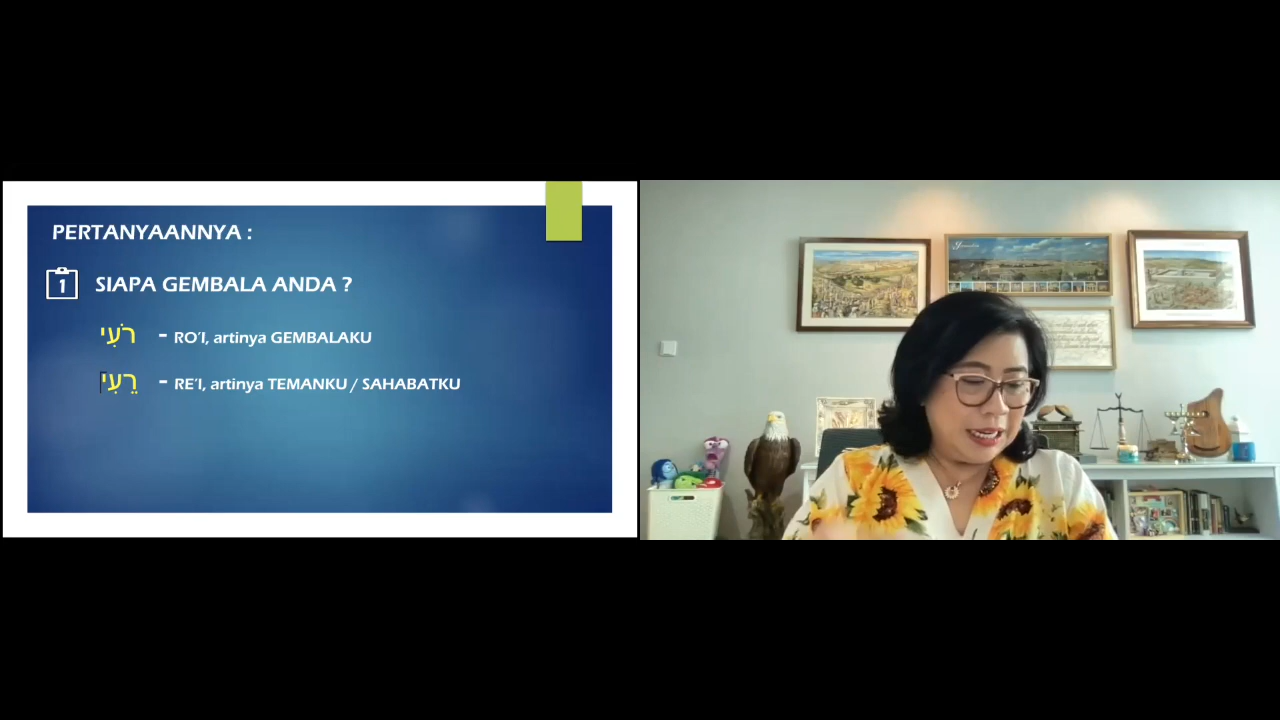 PERTANYAANNYA :
1 SIAPA GEMBALA ANDA ?
רֹעִי - RO'I, artinya GEMBALAKU
רֵעִי - RE'I, artinya TEMANKU / SAHABATKU